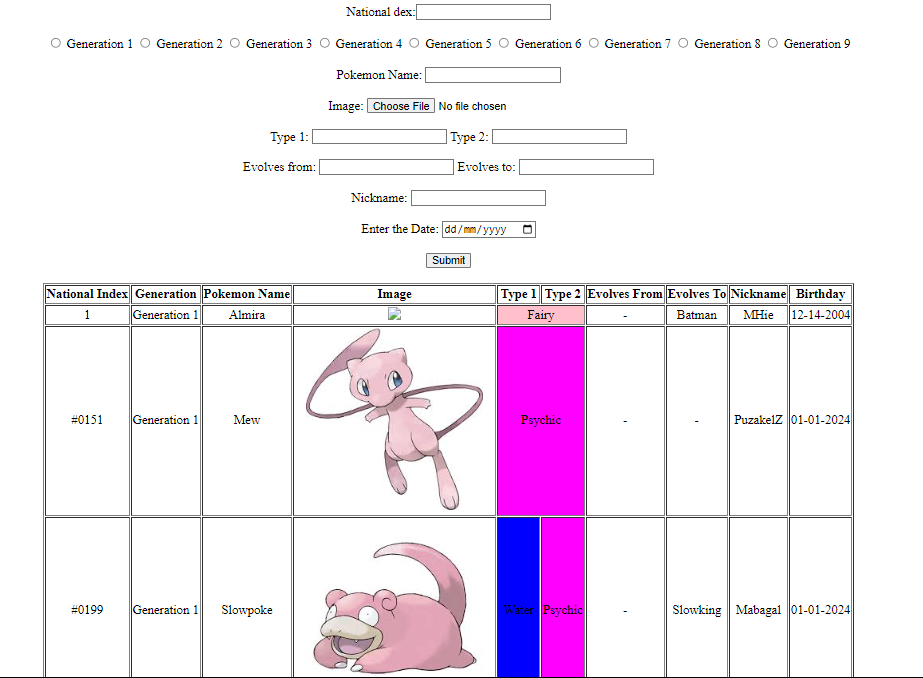 National dex:
Generation 1 Generation 2 Generation 3 Generation 4 Generation 5 Generation 6 Generation 7 Generation 8 Generation 9
Pokemon Name:
Image: Choose File No file chosen
Type 1: Type 2:
Evolves from: Evolves to:
Nickname:
Enter the Date: dd/mm/yyyy
Submit
National Index Generation Pokemon Name Image Type 1 Type 2 Evolves From Evolves To Nickname Birthday
1 Generation 1 Almira Fairy - Batman MHie 12-14-2004
#0151 Generation 1 Mew Psychic - - PuzakelZ 01-01-2024
#0199 Generation 1 Slowpoke Water Psychic - Slowking Mabagal 01-01-2024